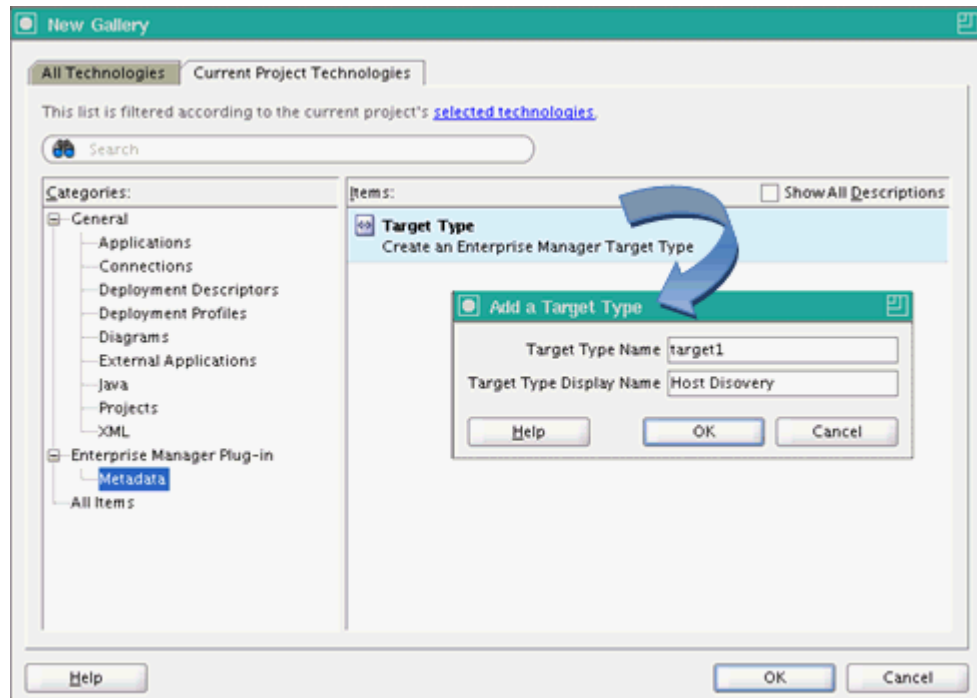 New Gallery
All Technologies
Current Project Technologies
This list is filtered according to the current project's selected technologies.
Search
Categories:
General
Applications
Connections
Deployment Descriptors
Deployment Profiles
Diagrams
External Applications
Java
Projects
XML
Enterprise Manager Plug-in
Metadata
All Items
Items:
Show All Descriptions
Target Type
Create an Enterprise Manager Target Type
Add a Target Type
Target Type Name target1
Target Type Display Name Host Disovery
Help
OK
Cancel
Help
OK
Cancel